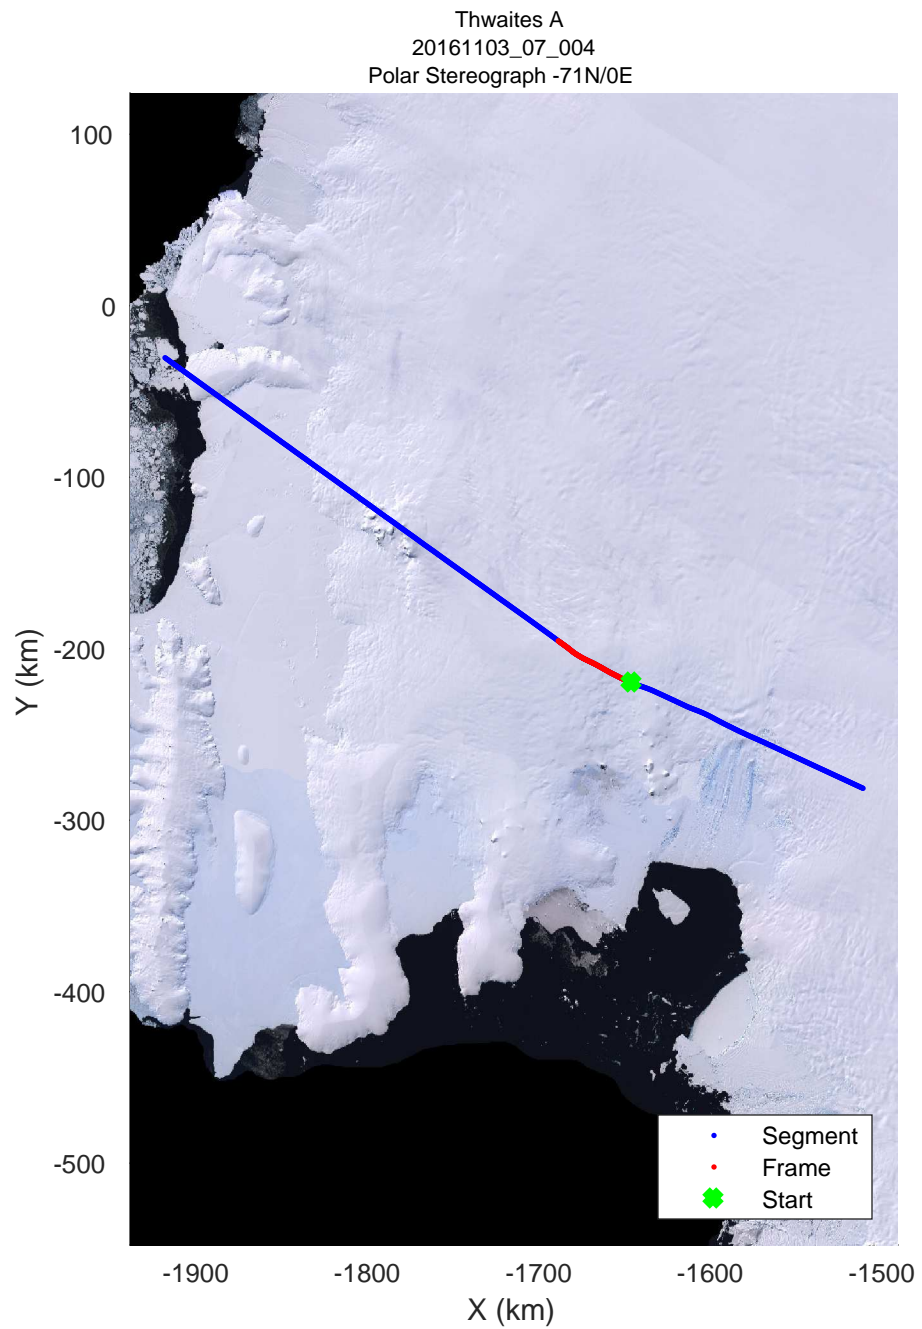 Thwaites A
20161103_07_004
Polar Stereograph -71N/0E
100
0
-100
-200
-300
-400
-500
Y (km)
Segment
Frame
Start
-1900
-1800
-1700
-1600
-1500
X (km)